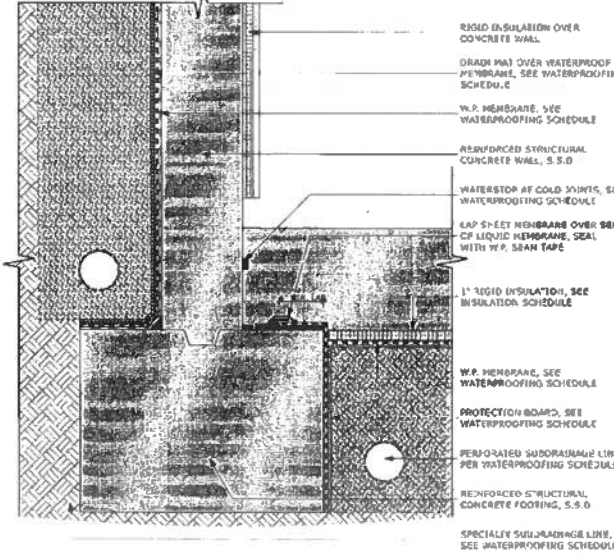 RIGID INSULATION OVER
CONCRETE WALL
DRAIN MAT OVER WATERPROOF
MEMBRANE, SEE WATERPROOFIN
SCHEDULE
W.P. MEMBRANE, SEE
WATERPROOFING SCHEDULE
REINFORCED STRUCTURAL
CONCRETE WALL, S.S.D
WATERSTOP AT COLD JOINTS, SE
WATERPROOFING SCHEDULE
LAP SHEET MEMBRANE OVER
OF LIQUID MEMBRANE, SEAL
WITH W.P. SEAM TAPE
1" RIGID INSULATION, SEE
INSULATION SCHEDULE
W.P. MEMBRANE, SEE
WATERPROOFING SCHEDULE
PROTECTION BOARD, SEE
WATERPROOFING SCHEDULE
PERFORATED SUBDRAINAGE LIN
PER WATERPROOFING SCHEDULE
REINFORCED STRUCTURAL
CONCRETE FOOTING, S.S.D
SPECIALTY SUBDRAINAGE LINE,
SEE WATERPROOFING SCHEDULE